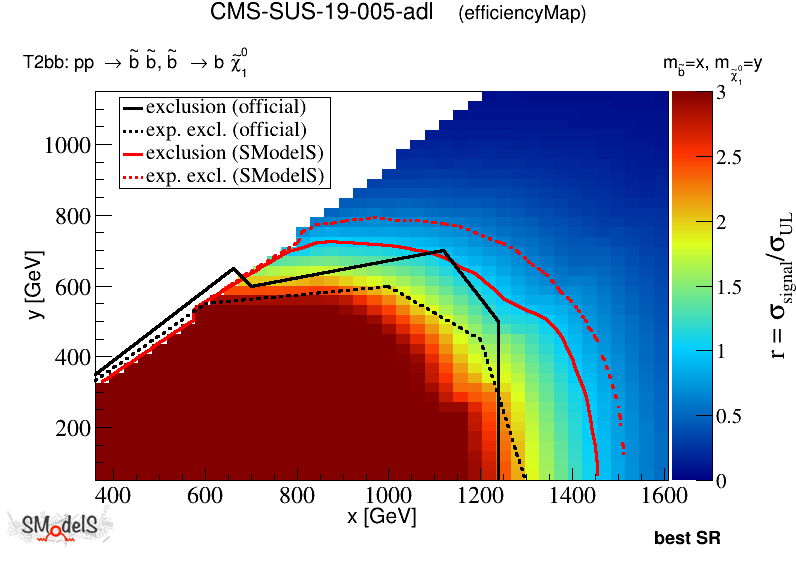 CMS-SUS-19-005-adl (efficiencyMap)
T2bb: pp → b̃ b̃, b̃ → b χ̃⁰₁
m_b̃=x, m_χ̃⁰₁=y
exclusion (official)
exp. excl. (official)
exclusion (SModelS)
exp. excl. (SModelS)
y [GeV]
1000
800
600
400
200
400 600 800 1000 1200 1400 1600
x [GeV]
3
2.5
2
1.5
1
0.5
0
r = σ_signal/σ_UL
SModelS
best SR